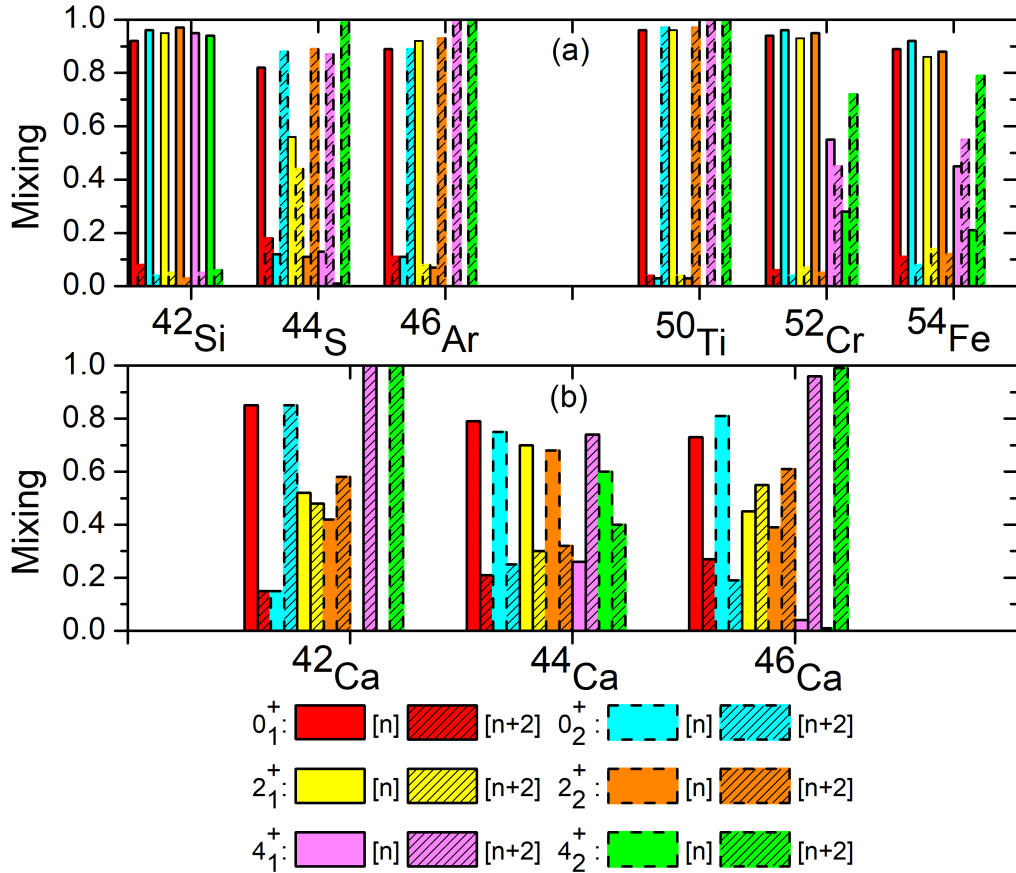 1.0
(a)
0.8
0.6
0.4
0.2
0.0
Mixing
42Si 44S 46Ar 50Ti 52Cr 54Fe
1.0
(b)
0.8
0.6
0.4
0.2
0.0
Mixing
42Ca 44Ca 46Ca
0+1: [n] [n+2] 0+2: [n] [n+2]
2+1: [n] [n+2] 2+2: [n] [n+2]
4+1: [n] [n+2] 4+2: [n] [n+2]